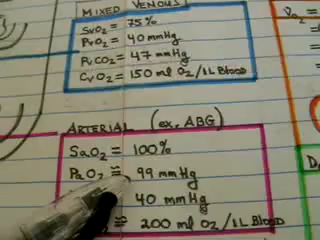 MIXED VENOUS
SvO2 = 75%
PvO2 = 40 mmHg
PvCO2 = 47 mmHg
CvO2 = 150 ml O2/1L Blood
V̇O2 =
ARTERIAL (ex. ABG)
SaO2 = 100%
PaO2 ≅ 99 mmHg
40 mmHg
≅ 200 ml O2/1L Blood